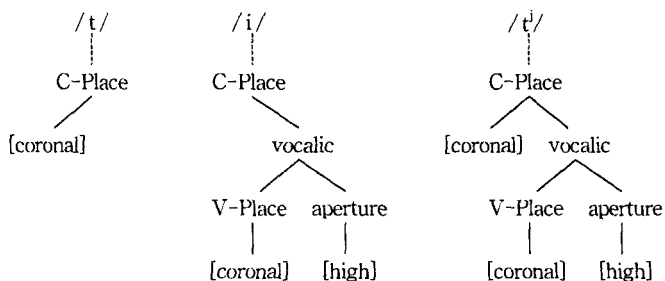 /t/ /i/ /tʲ/
C-Place C-Place C-Place
[coronal] vocalic [coronal] vocalic
V-Place aperture V-Place aperture
[coronal] [high] [coronal] [high]